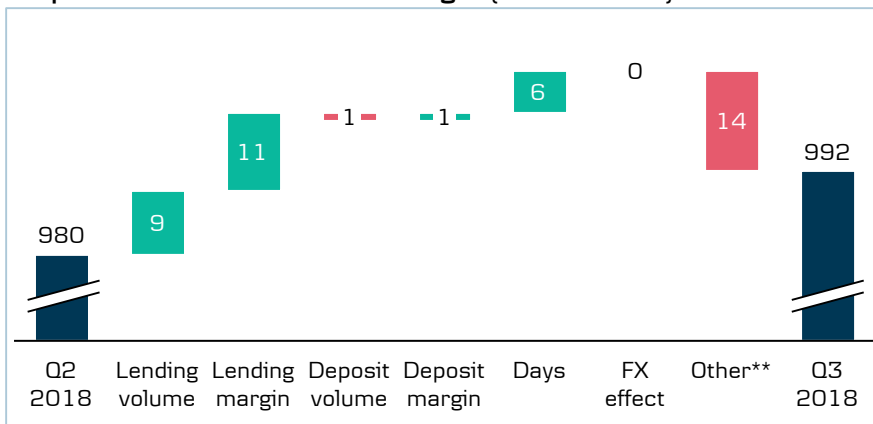 980
9
11
1
1
6
0
14
992
Q2 2018
Lending volume
Lending margin
Deposit volume
Deposit margin
Days
FX effect
Other**
Q3 2018